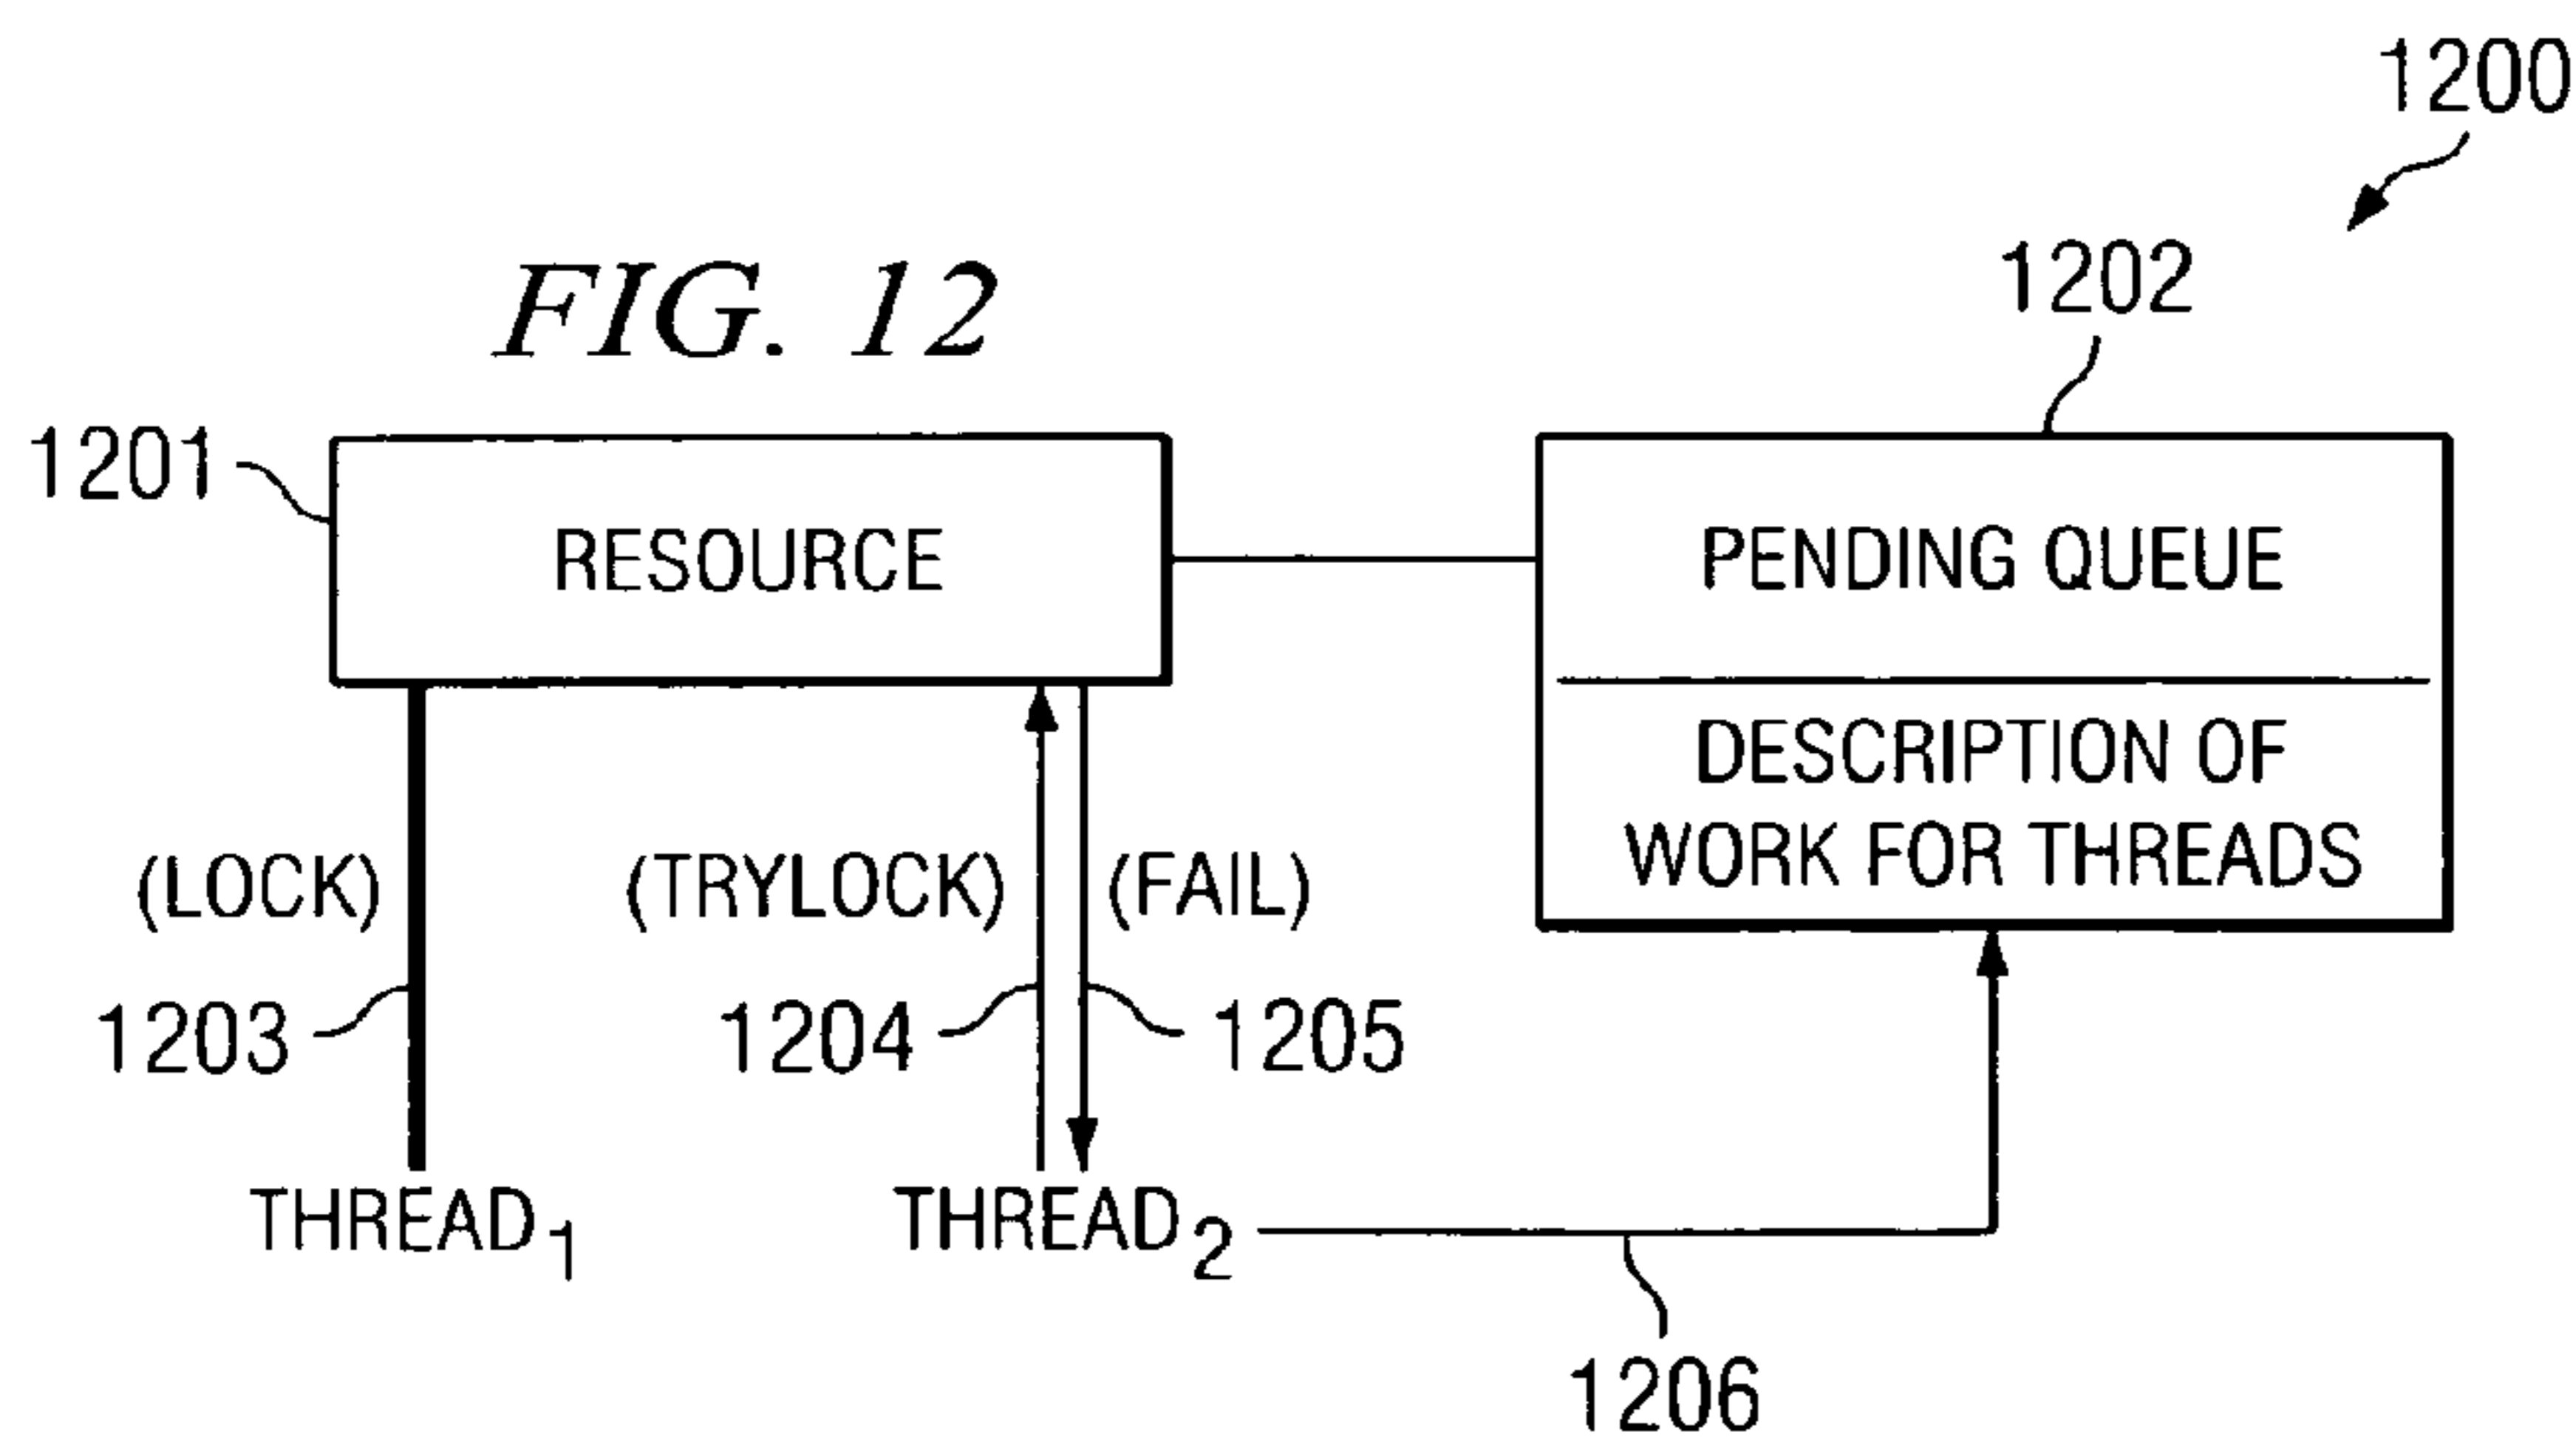 1200
FIG. 12
1202
1201
RESOURCE
PENDING QUEUE
DESCRIPTION OF
WORK FOR THREADS
(LOCK)
(TRYLOCK)
(FAIL)
1203
1204
1205
THREAD1
THREAD2
1206